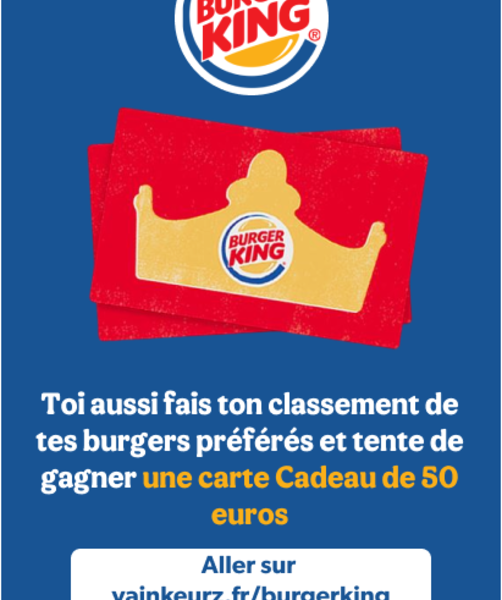 BURGER
KING
®
BURGER
KING
Toi aussi fais ton classement de
tes burgers préférés et tente de
gagner une carte Cadeau de 50
euros
Aller sur
vainkeurz.fr/burgerking